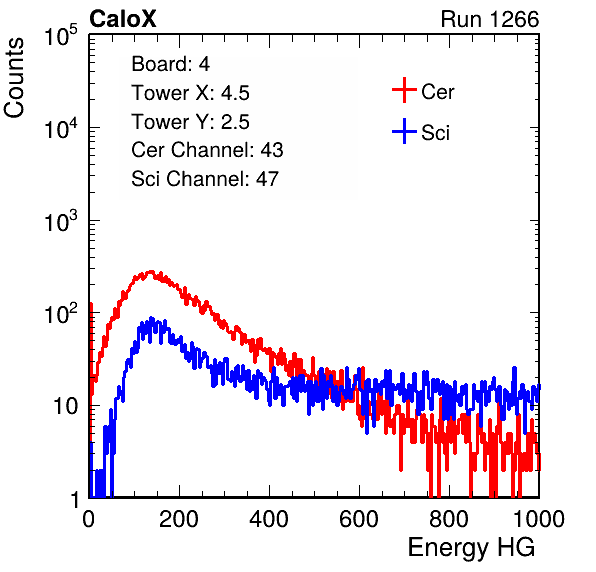 CaloX Run 1266
Counts
10^5
10^4
10^3
10^2
10
1
Board: 4
Tower X: 4.5
Tower Y: 2.5
Cer Channel: 43
Sci Channel: 47
Cer
Sci
0 200 400 600 800 1000
Energy HG